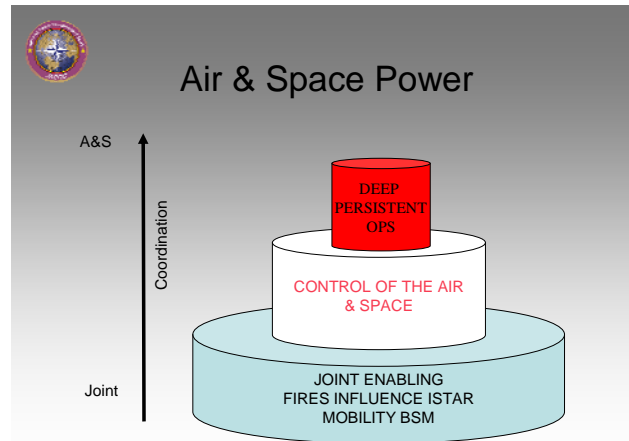 Air & Space Power
A&S
Coordination
Joint
DEEP
PERSISTENT
OPS
CONTROL OF THE AIR
& SPACE
JOINT ENABLING
FIRES INFLUENCE ISTAR
MOBILITY BSM